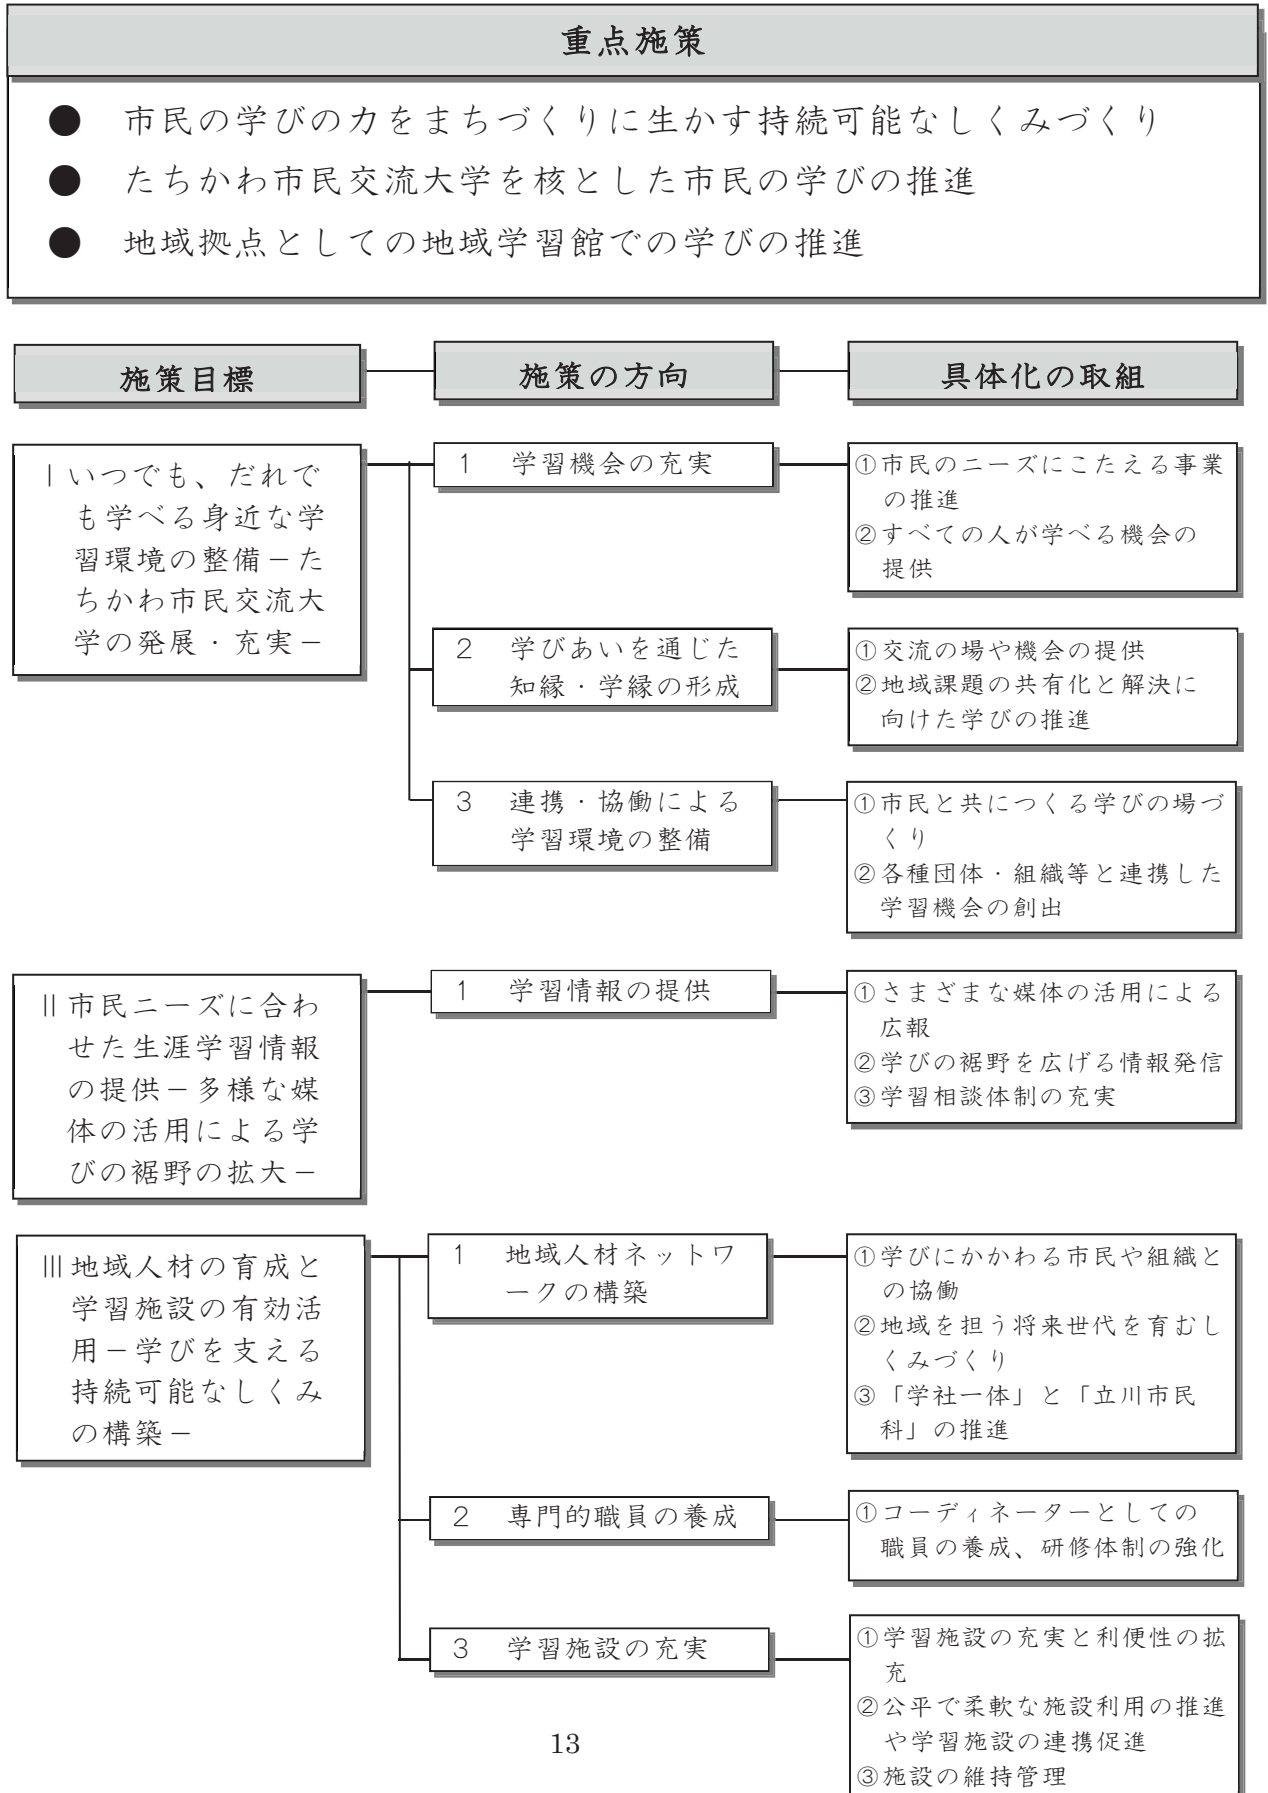 重点施策
● 市民の学びの力をまちづくりに生かす持続可能なしくみづくり
● たちかわ市民交流大学を核とした市民の学びの推進
● 地域拠点としての地域学習館での学びの推進
施策目標
施策の方向
具体化の取組
Ⅰいつでも、だれで
も学べる身近な学
習環境の整備－た
ちかわ市民交流大
学の発展・充実－
1 学習機会の充実
①市民のニーズにこたえる事業
の推進
②すべての人が学べる機会の
提供
2 学びあいを通じた
知縁・学縁の形成
①交流の場や機会の提供
②地域課題の共有化と解決に
向けた学びの推進
3 連携・協働による
学習環境の整備
①市民と共につくる学びの場づ
くり
②各種団体・組織等と連携した
学習機会の創出
Ⅱ市民ニーズに合わ
せた生涯学習情報
の提供－多様な媒
体の活用による学
びの裾野の拡大－
1 学習情報の提供
①さまざまな媒体の活用による
広報
②学びの裾野を広げる情報発信
③学習相談体制の充実
Ⅲ地域人材の育成と
学習施設の有効活
用－学びを支える
持続可能なしくみ
の構築－
1 地域人材ネットワ
ークの構築
①学びにかかわる市民や組織と
の協働
②地域を担う将来世代を育むし
くみづくり
③「学社一体」と「立川市民
科」の推進
2 専門的職員の養成
①コーディネーターとしての
職員の養成、研修体制の強化
3 学習施設の充実
①学習施設の充実と利便性の拡
充
②公平で柔軟な施設利用の推進
や学習施設の連携促進
③施設の維持管理
13